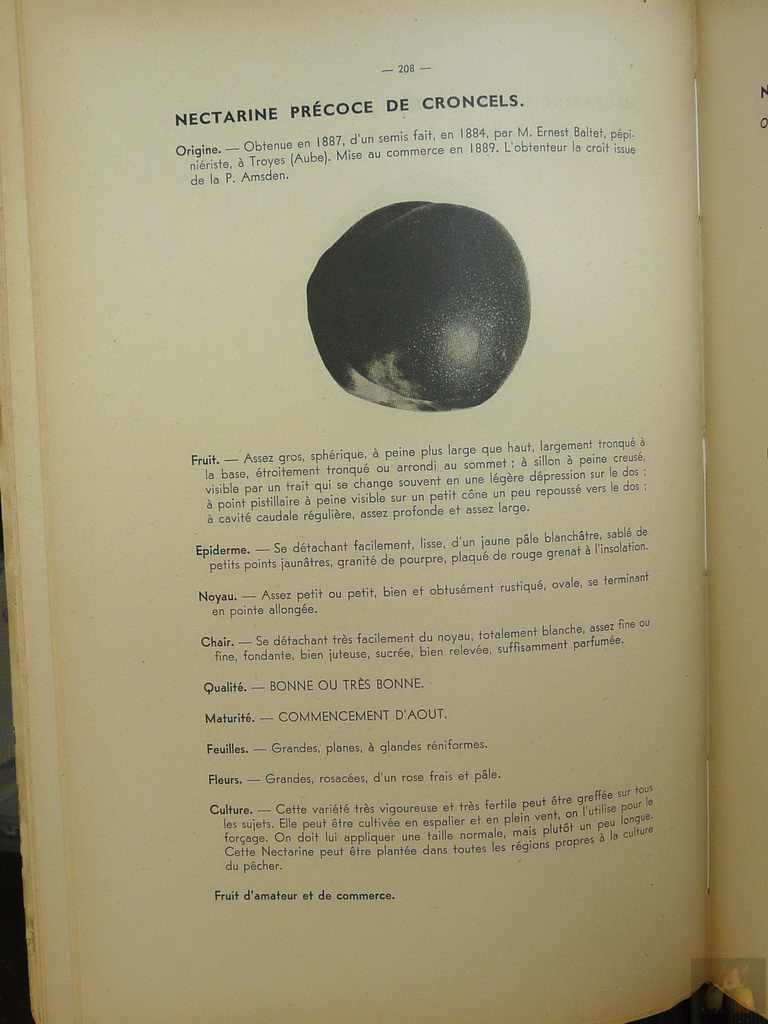 — 208 —
NECTARINE PRÉCOCE DE CRONCELS.
Origine. — Obtenue en 1887, d'un semis fait, en 1884, par M. Ernest Baltet, pépi-
niériste, à Troyes (Aube). Mise au commerce en 1889. L'obtenteur la croit issue
de la P. Amsden.
Fruit. — Assez gros, sphérique, à peine plus large que haut, largement tronqué à
la base, étroitement tronqué ou arrondi au sommet ; à sillon à peine creusé,
visible par un trait qui se change souvent en une légère dépression sur le dos ;
à point pistillaire à peine visible sur un petit cône un peu repoussé vers le dos ;
à cavité caudale régulière, assez profonde et assez large.
Epiderme. — Se détachant facilement, lisse, d'un jaune pâle blanchâtre, sablé de
petits points jaunâtres, granité de pourpre, plaqué de rouge grenat à l'insolation.
Noyau. — Assez petit ou petit, bien et obtusément rustiqué, ovale, se terminant
en pointe allongée.
Chair. — Se détachant très facilement du noyau, totalement blanche, assez fine ou
fine, fondante, bien juteuse, sucrée, bien relevée, suffisamment parfumée.
Qualité. — BONNE OU TRÈS BONNE.
Maturité. — COMMENCEMENT D'AOUT.
Feuilles. — Grandes, planes, à glandes réniformes.
Fleurs. — Grandes, rosacées, d'un rose frais et pâle.
Culture. — Cette variété très vigoureuse et très fertile peut être greffée sur tous
les sujets. Elle peut être cultivée en espalier et en plein vent, on l'utilise pour le
forçage. On doit lui appliquer une taille normale, mais plutôt un peu longue.
Cette Nectarine peut être plantée dans toutes les régions propres à la culture
du pêcher.
Fruit d'amateur et de commerce.
N
O